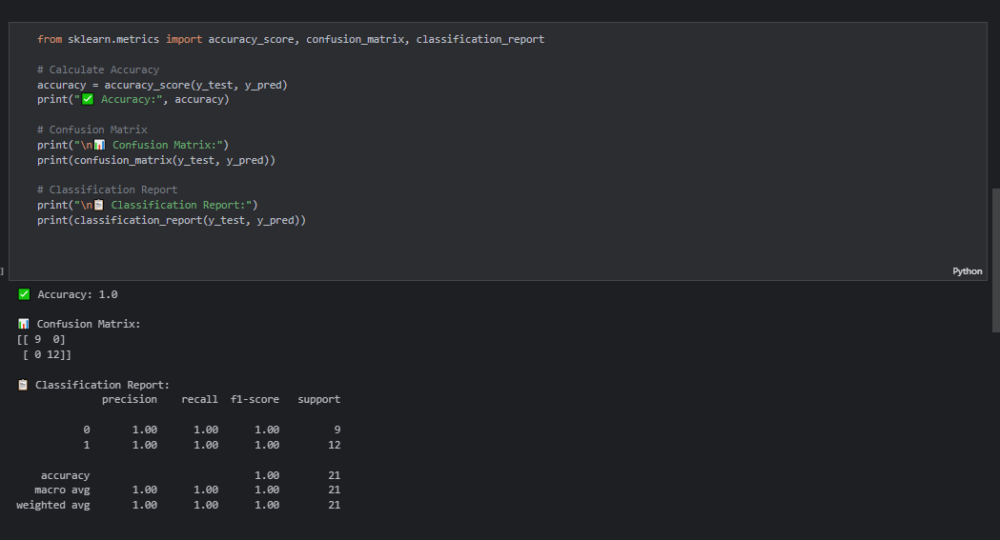 from sklearn.metrics import accuracy_score, confusion_matrix, classification_report
# Calculate Accuracy
accuracy = accuracy_score(y_test, y_pred)
print("✅ Accuracy:", accuracy)
# Confusion Matrix
print("\n📊 Confusion Matrix:")
print(confusion_matrix(y_test, y_pred))
# Classification Report
print("\n📋 Classification Report:")
print(classification_report(y_test, y_pred))
]
Python
✅ Accuracy: 1.0
📊 Confusion Matrix:
[[ 9  0]
 [ 0 12]]
📋 Classification Report:
              precision    recall  f1-score   support
           0       1.00      1.00      1.00         9
           1       1.00      1.00      1.00        12
    accuracy                           1.00        21
   macro avg       1.00      1.00      1.00        21
weighted avg       1.00      1.00      1.00        21